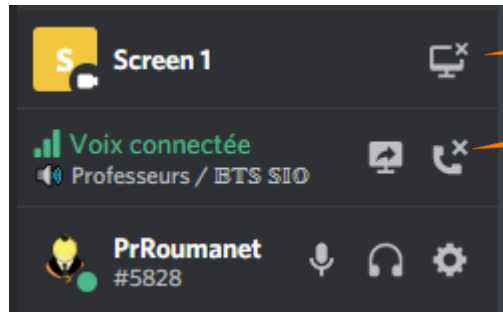 S Screen 1
Voix connectée
Professeurs / 𝔹𝕋𝕊 𝕊𝕀𝕆
PrRoumanet
#5828